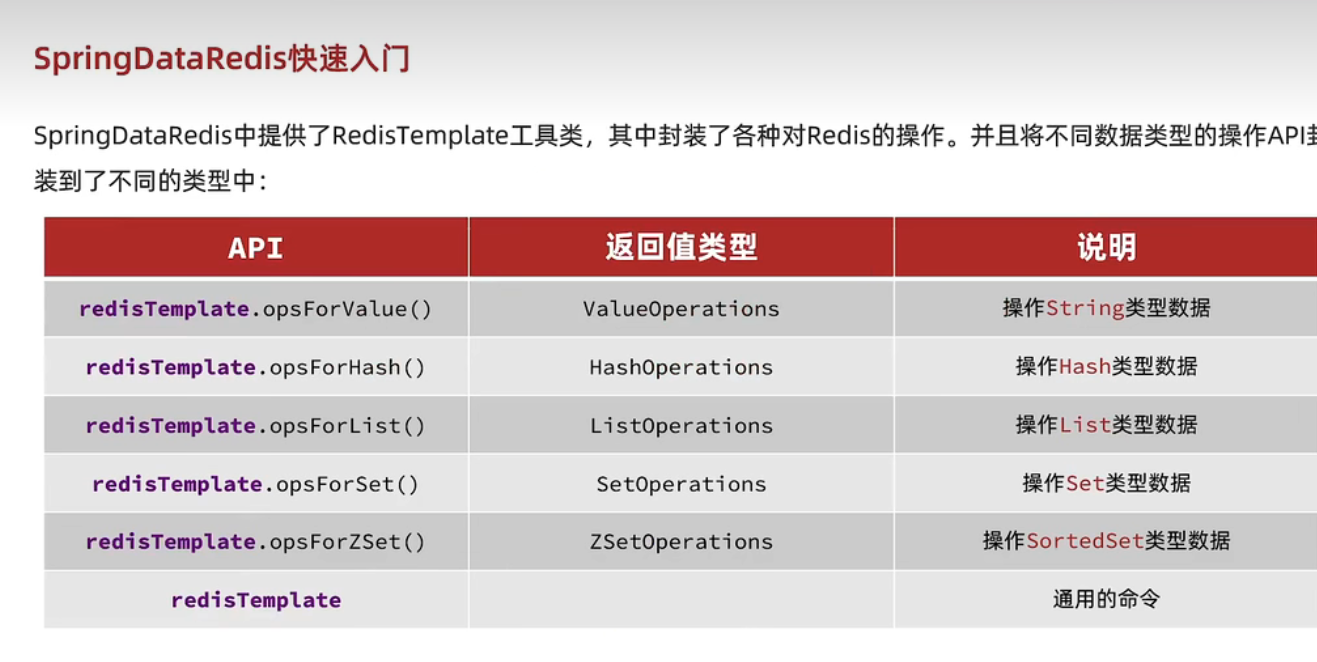 SpringDataRedis快速入门
SpringDataRedis中提供了RedisTemplate工具类，其中封装了各种对Redis的操作。并且将不同数据类型的操作API封
装到了不同的类型中：
API 返回值类型 说明
redisTemplate.opsForValue() ValueOperations 操作String类型数据
redisTemplate.opsForHash() HashOperations 操作Hash类型数据
redisTemplate.opsForList() ListOperations 操作List类型数据
redisTemplate.opsForSet() SetOperations 操作Set类型数据
redisTemplate.opsForZSet() ZSetOperations 操作SortedSet类型数据
redisTemplate 通用的命令